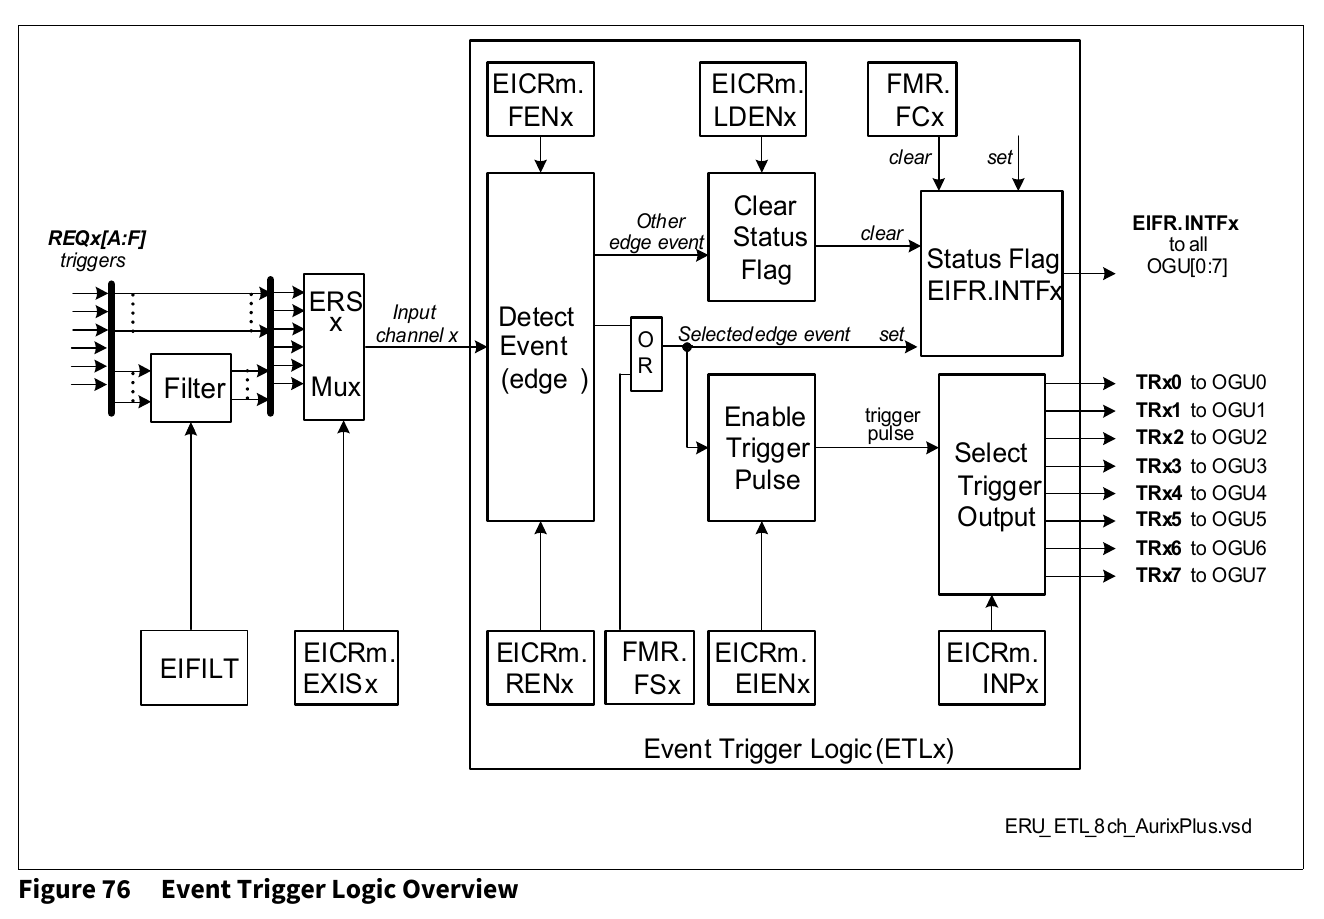 EICRm.
FENx
EICRm.
LDENx
FMR.
FCx
clear
set
REQx[A:F]
triggers
Other
edge event
Clear
Status
Flag
clear
Status Flag
EIFR.INTFx
EIFR.INTFx
to all
OGU[0:7]
ERS
x
Mux
Input
channel x
Detect
Event
(edge )
O
R
Selected edge event set
Filter
Enable
Trigger
Pulse
trigger
pulse
Select
Trigger
Output
TRx0 to OGU0
TRx1 to OGU1
TRx2 to OGU2
TRx3 to OGU3
TRx4 to OGU4
TRx5 to OGU5
TRx6 to OGU6
TRx7 to OGU7
EIFILT
EICRm.
EXISx
EICRm.
RENx
FMR.
FSx
EICRm.
EIENx
EICRm.
INPx
Event Trigger Logic (ETLx)
ERU_ETL_8ch_AurixPlus.vsd
Figure 76 Event Trigger Logic Overview